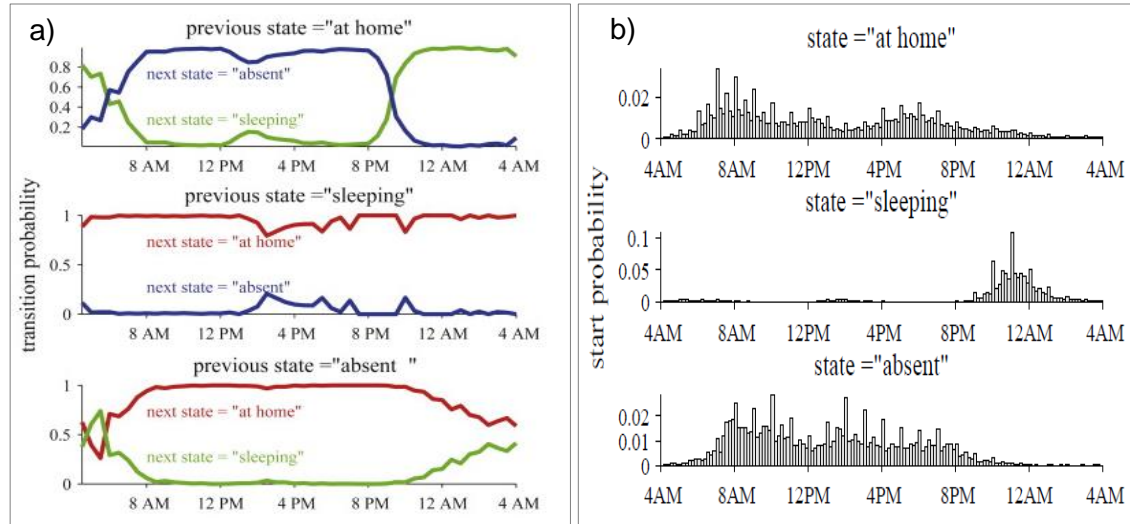 a)
previous state ="at home"
0.8
0.6
0.4
0.2
next state = "absent"
next state = "sleeping"
8 AM 12 PM 4 PM 8 PM 12 AM 4 AM
transition probability
previous state ="sleeping"
1
0.5
0
next state = "at home"
next state = "absent"
8 AM 12 PM 4 PM 8 PM 12 AM 4 AM
previous state ="absent "
1
0.5
0
next state = "at home"
next state = "sleeping"
8 AM 12 PM 4 PM 8 PM 12 AM 4 AM
b)
state ="at home"
0.02
0
4AM 8AM 12PM 4PM 8PM 12AM 4AM
start probability
state ="sleeping"
0.1
0.05
0
4AM 8AM 12PM 4PM 8PM 12AM 4AM
state ="absent"
0.02
0.01
0
4AM 8AM 12PM 4PM 8PM 12AM 4AM